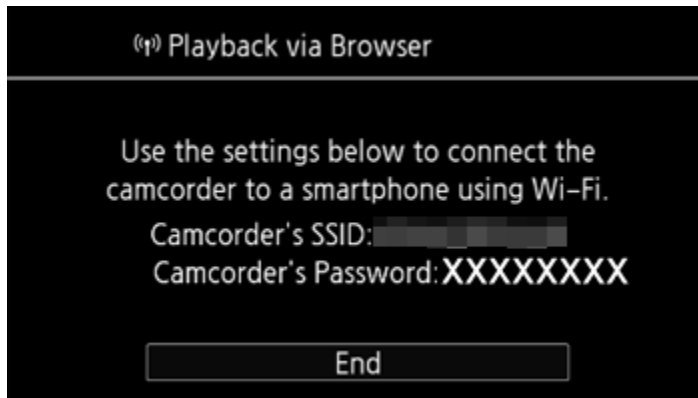 Playback via Browser
Use the settings below to connect the
camcorder to a smartphone using Wi-Fi.
Camcorder's SSID:
Camcorder's Password:XXXXXXXX
End